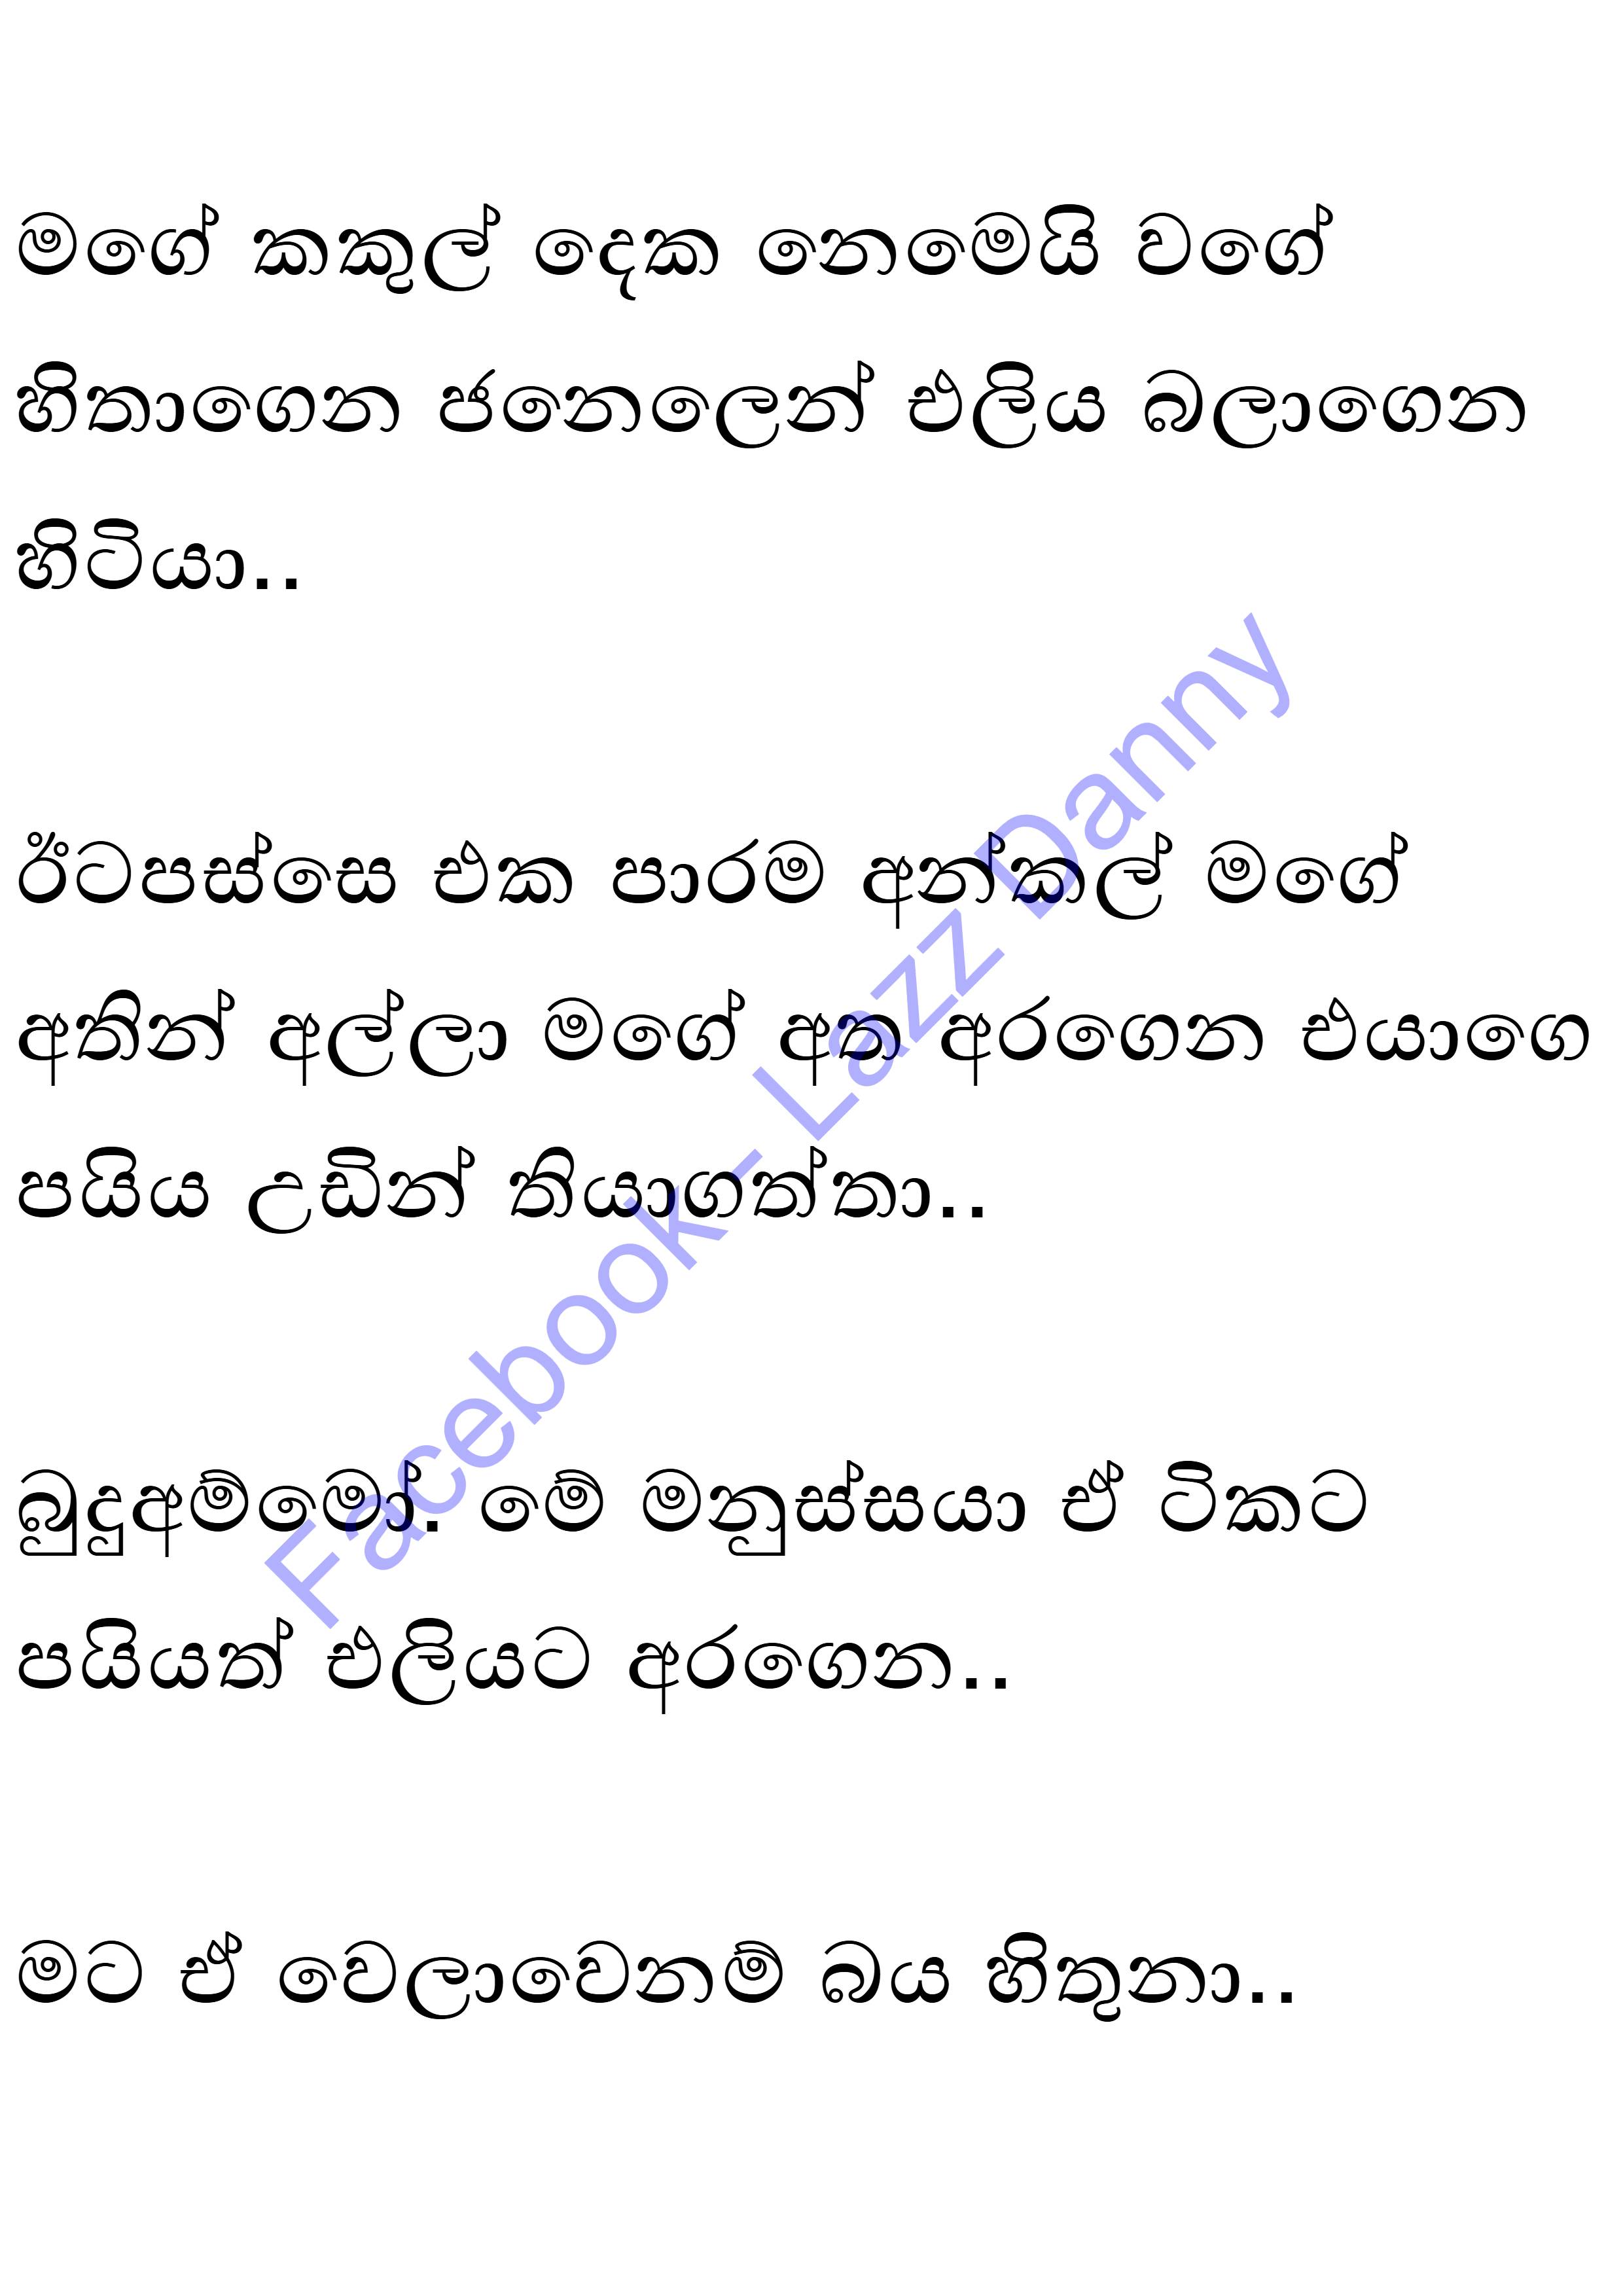 මගේ කකුල් දෙක නෙමෙයි වගේ
හිතාගෙන ජනෙලෙන් එලිය බලාගෙන
හිටියා..
ඊටපස්සෙ එක පාරම අන්කල් මගේ
අතින් අල්ලා මගේ අත අරගෙන එයාගෙ
පයිය උඩින් තියාගත්තා..
බුදුඅම්මෝ. මේ මනුස්සයා ඒ ටිකට
පයියත් එලියට අරගෙන..
මට ඒ වෙලාවෙනම් බය හිතුනා..
Facebook- Lazz Danny